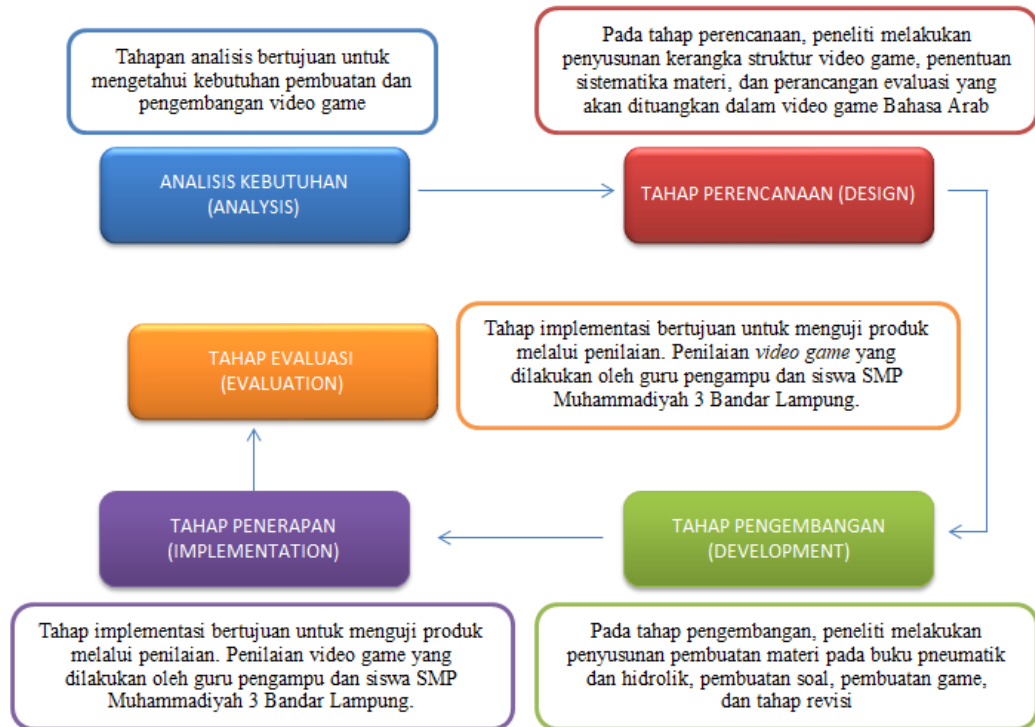 Tahapan analisis bertujuan untuk
mengetahui kebutuhan pembuatan dan
pengembangan video game
Pada tahap perencanaan, peneliti melakukan
penyusunan kerangka struktur video game, penentuan
sistematika materi, dan perancangan evaluasi yang
akan dituangkan dalam video game Bahasa Arab
ANALISIS KEBUTUHAN
(ANALYSIS)
TAHAP PERENCANAAN (DESIGN)
TAHAP EVALUASI
(EVALUATION)
Tahap implementasi bertujuan untuk menguji produk
melalui penilaian. Penilaian video game yang
dilakukan oleh guru pengampu dan siswa SMP
Muhammadiyah 3 Bandar Lampung.
TAHAP PENERAPAN
(IMPLEMENTATION)
TAHAP PENGEMBANGAN
(DEVELOPMENT)
Tahap implementasi bertujuan untuk menguji produk
melalui penilaian. Penilaian video game yang
dilakukan oleh guru pengampu dan siswa SMP
Muhammadiyah 3 Bandar Lampung.
Pada tahap pengembangan, peneliti melakukan
penyusunan pembuatan materi pada buku pneumatik
dan hidrolik, pembuatan soal, pembuatan game,
dan tahap revisi